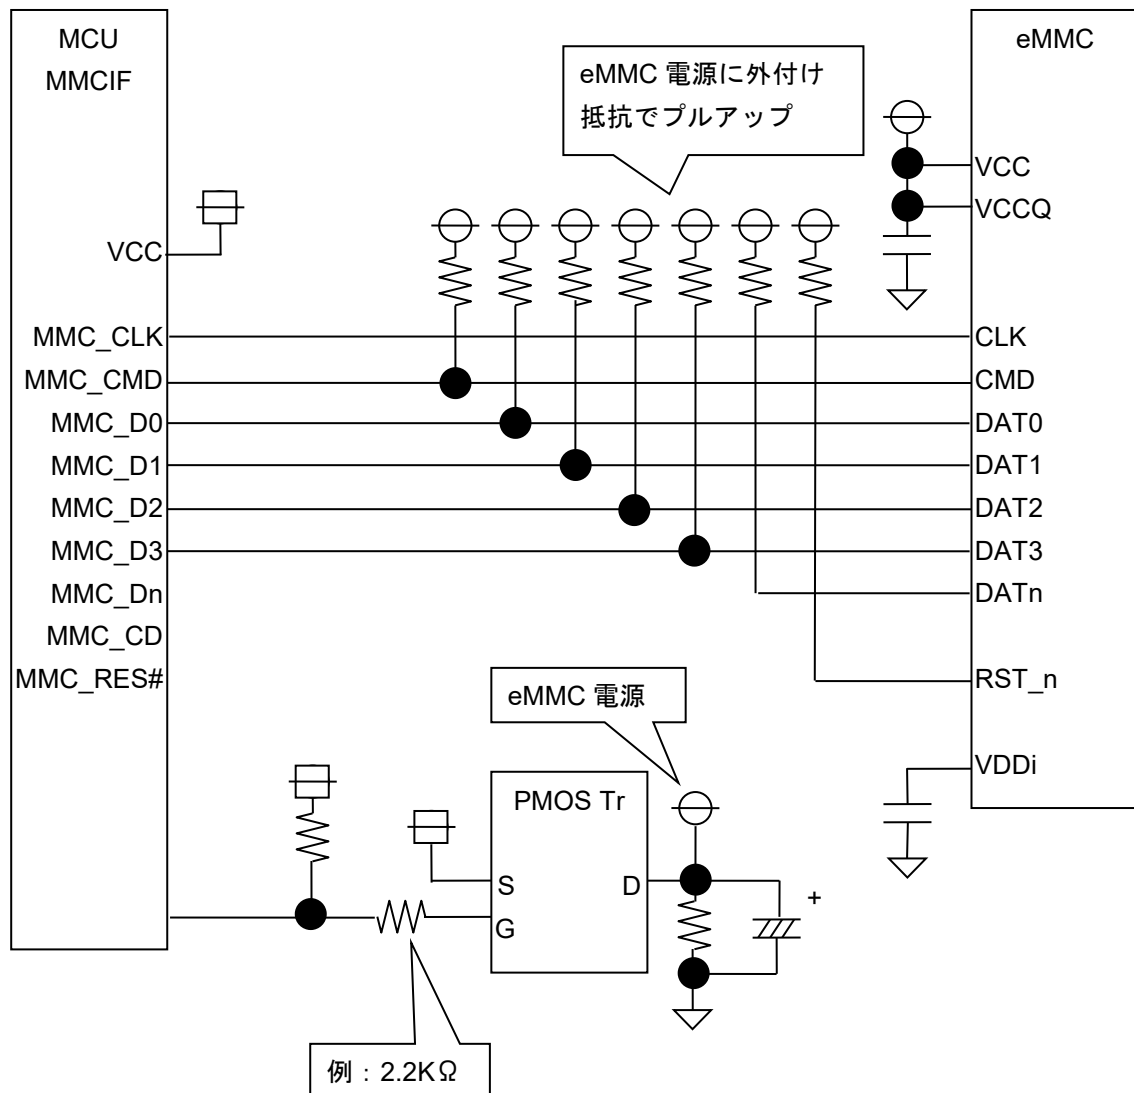 MCU
MMCIF
eMMC
eMMC 電源に外付け
抵抗でプルアップ
VCC
VCCQ
VCC
MMC_CLK
CLK
MMC_CMD
CMD
MMC_D0
DAT0
MMC_D1
DAT1
MMC_D2
DAT2
MMC_D3
DAT3
MMC_Dn
DATn
MMC_CD
MMC_RES#
RST_n
eMMC 電源
VDDi
PMOS Tr
S
D
G
+
例：2.2KΩ